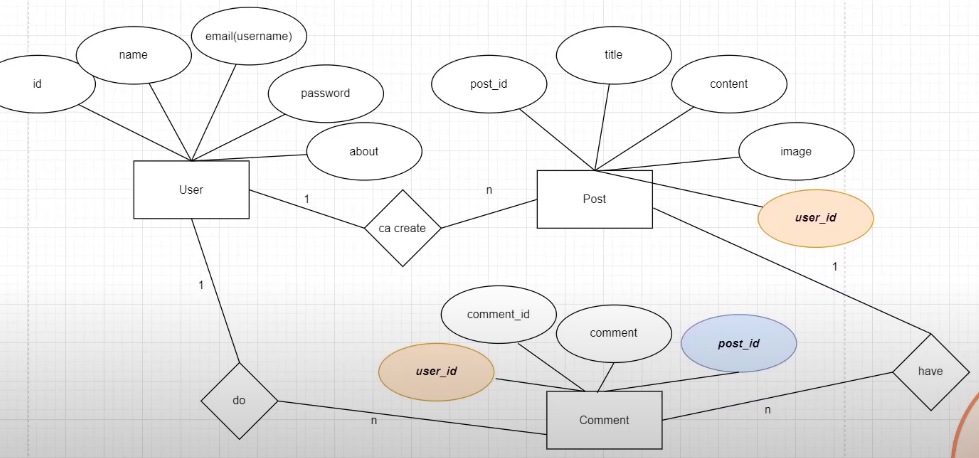 email(username)
name
title
id
post_id
content
password
about
image
User
1
n
Post
ca create
user_id
1
1
comment_id
comment
post_id
user_id
have
do
n
n
Comment